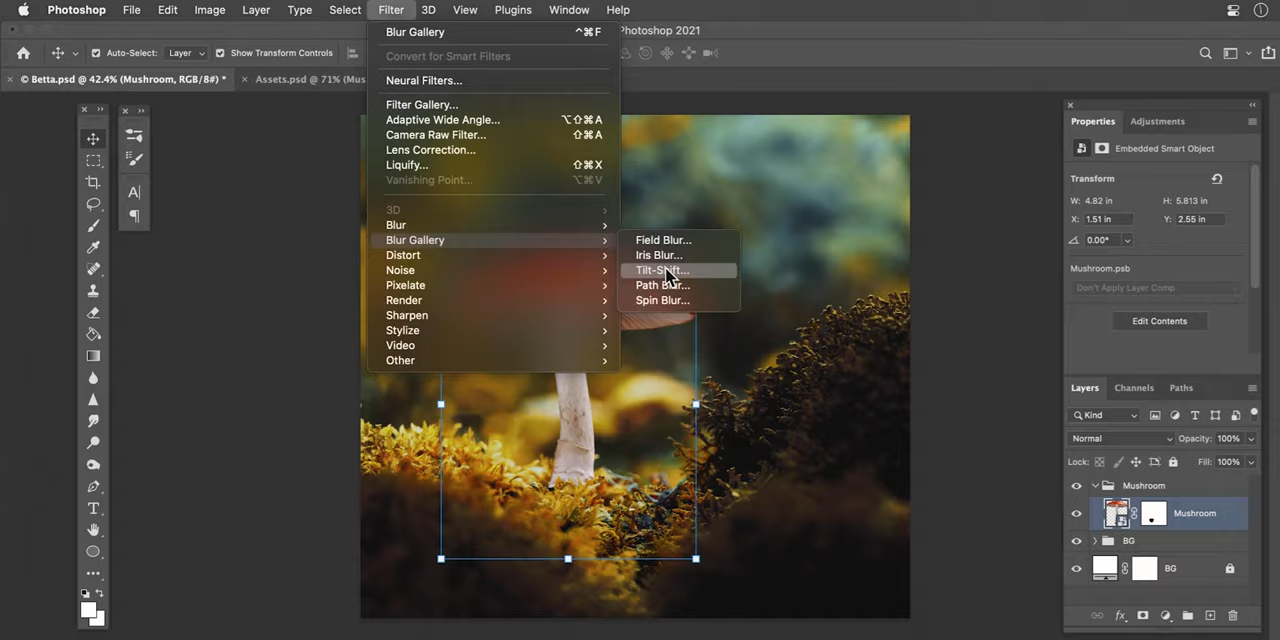 Photoshop File Edit Image Layer Type Select Filter 3D View Plugins Window Help
Photoshop 2021
Auto-Select: Layer Show Transform Controls
© Betta.psd @ 42.4% (Mushroom, RGB/8#) *
Assets.psd @ 71% (Mus
Blur Gallery ^⌘F
Convert for Smart Filters
Neural Filters...
Filter Gallery...
Adaptive Wide Angle... ⌥⇧⌘A
Camera Raw Filter... ⇧⌘A
Lens Correction...
Liquify... ⇧⌘X
Vanishing Point... ⌥⌘V
3D
Blur
Blur Gallery
Distort
Noise
Pixelate
Render
Sharpen
Stylize
Video
Other
Field Blur...
Iris Blur...
Tilt-Shift...
Path Blur...
Spin Blur...
A|
T
Properties Adjustments
Embedded Smart Object
Transform
W: 4.82 in H: 5.813 in
X: 1.51 in Y: 2.55 in
0.00°
Mushroom.psb
Don't Apply Layer Comp
Edit Contents
Layers Channels Paths
Kind
Normal Opacity: 100%
Lock: Fill: 100%
Mushroom
Mushroom
BG
BG
fx